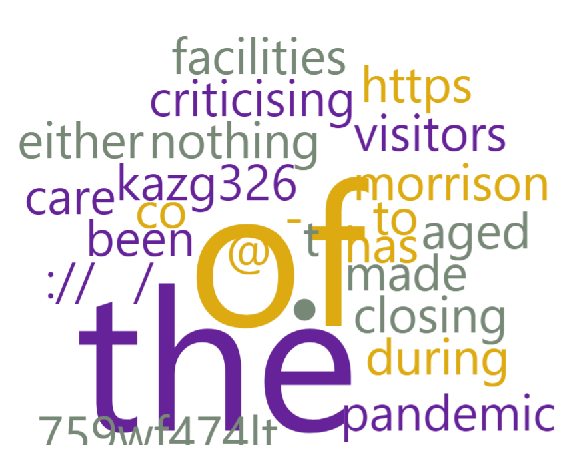 facilities
criticising https
either nothing visitors
care kazg326 morrison
co - to
been @ of t has aged
:// / made
the . closing
during
pandemic
759wf474lt